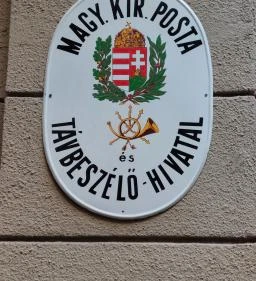 MAGY. KIR. POSTA
és
TÁVBESZÉLŐ-HIVATAL